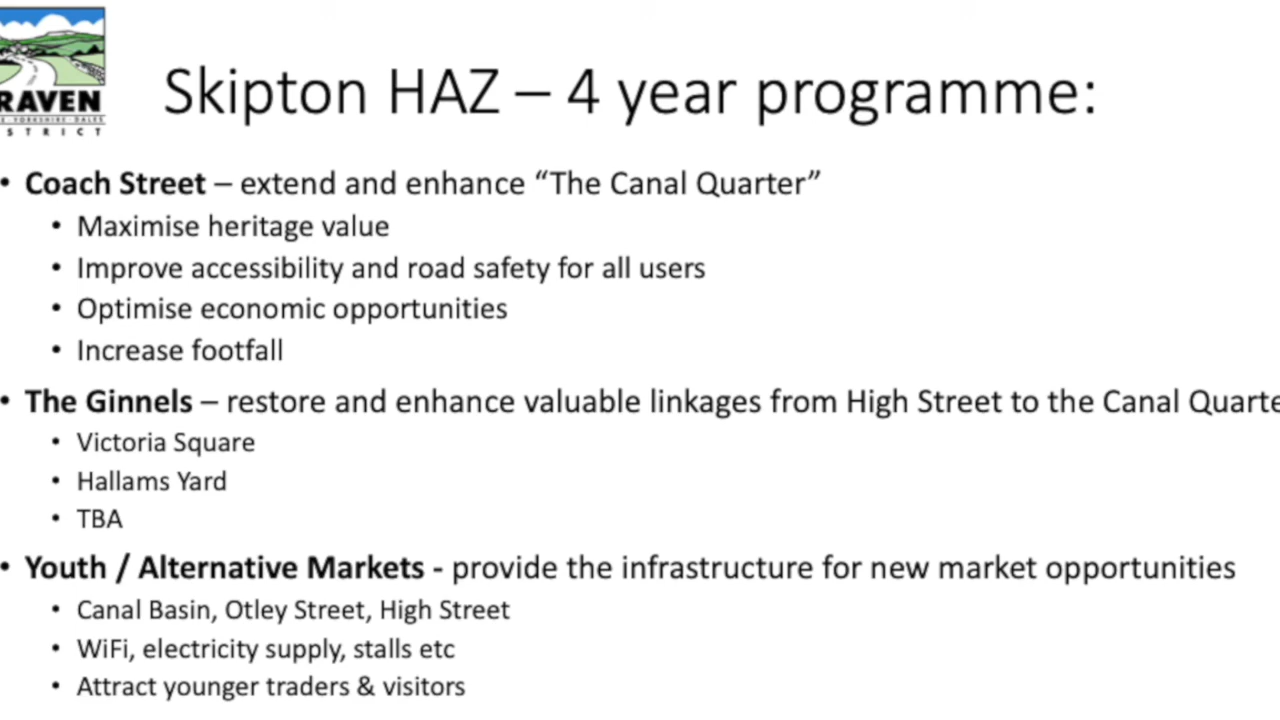 RAVEN
YORKSHIRE DALES
STRICT
Skipton HAZ – 4 year programme:
• Coach Street – extend and enhance “The Canal Quarter”
• Maximise heritage value
• Improve accessibility and road safety for all users
• Optimise economic opportunities
• Increase footfall
• The Ginnels – restore and enhance valuable linkages from High Street to the Canal Quarte
• Victoria Square
• Hallams Yard
• TBA
• Youth / Alternative Markets - provide the infrastructure for new market opportunities
• Canal Basin, Otley Street, High Street
• WiFi, electricity supply, stalls etc
• Attract younger traders & visitors